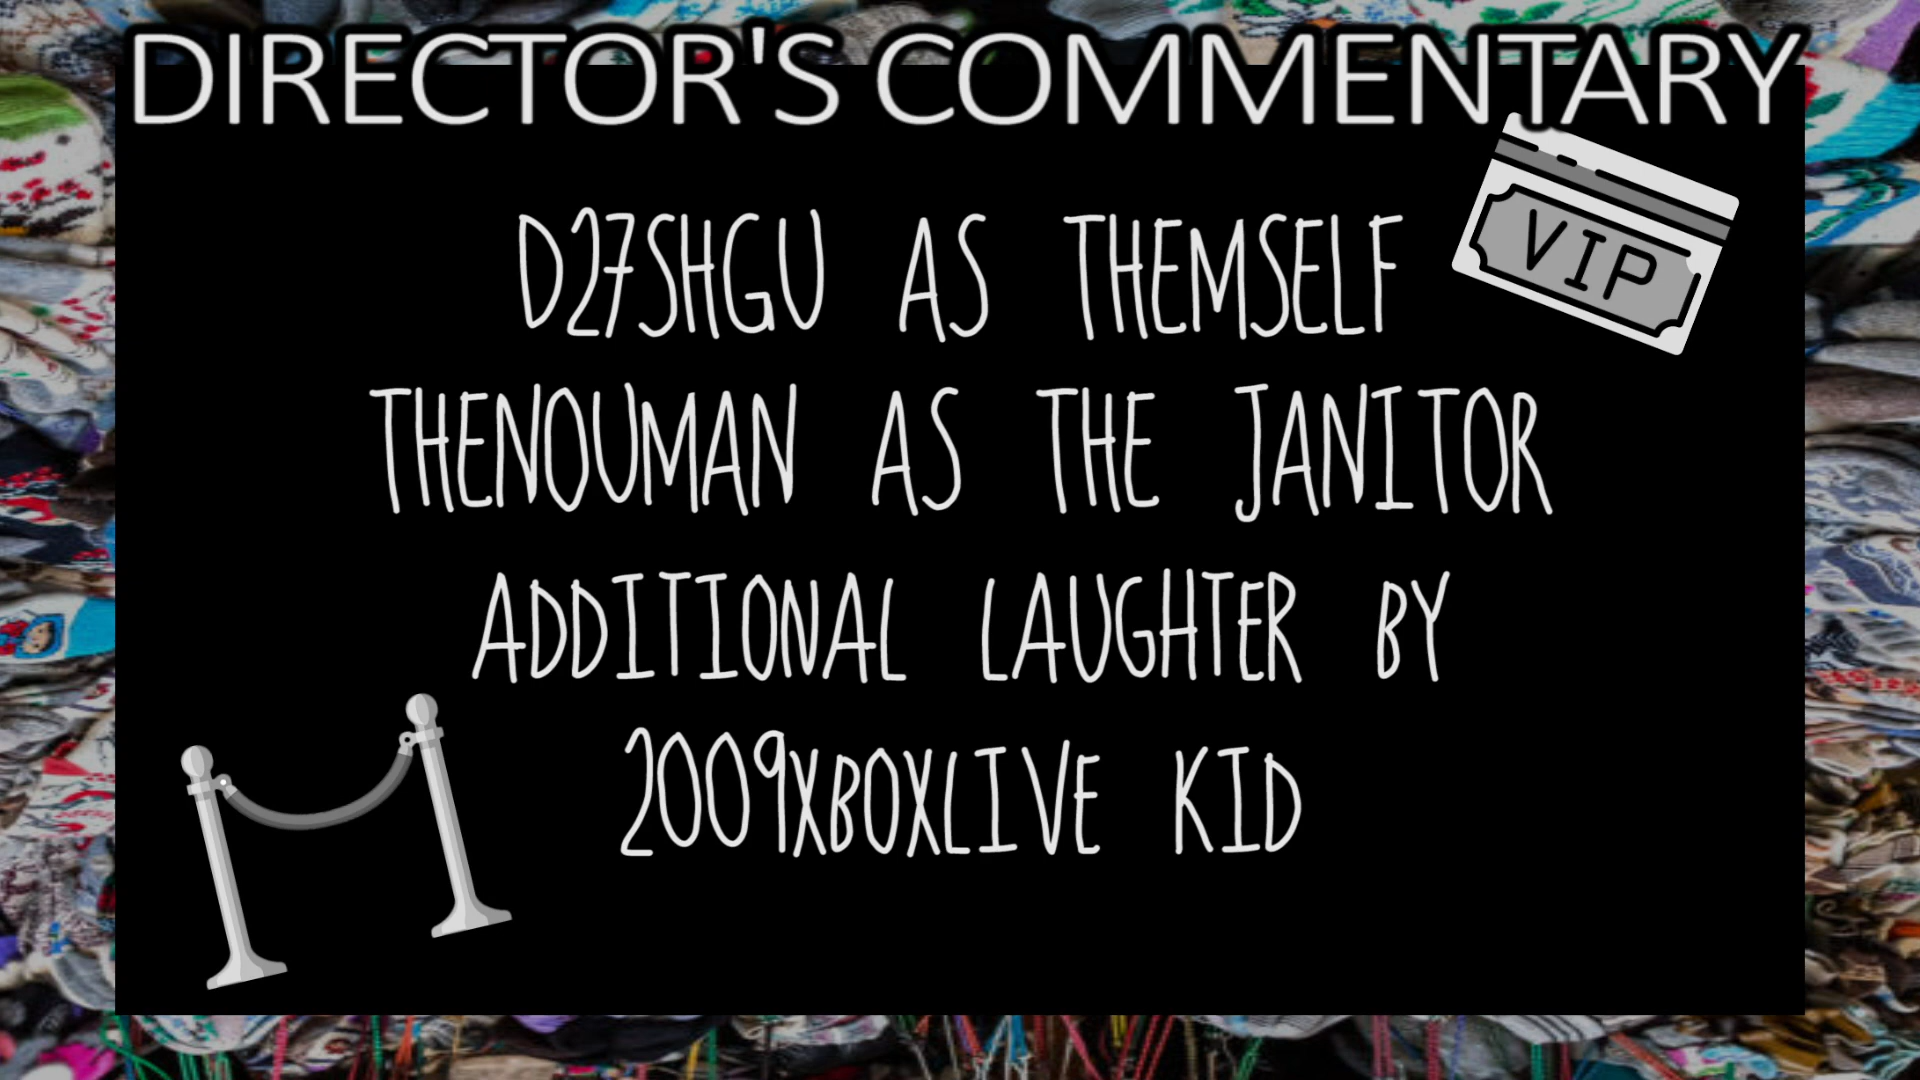 DIRECTOR'S COMMENTARY
VIP
D27SHGU AS THEMSELF
THENOUMAN AS THE JANITOR
ADDITIONAL LAUGHTER BY
2009XBOXLIVE KID